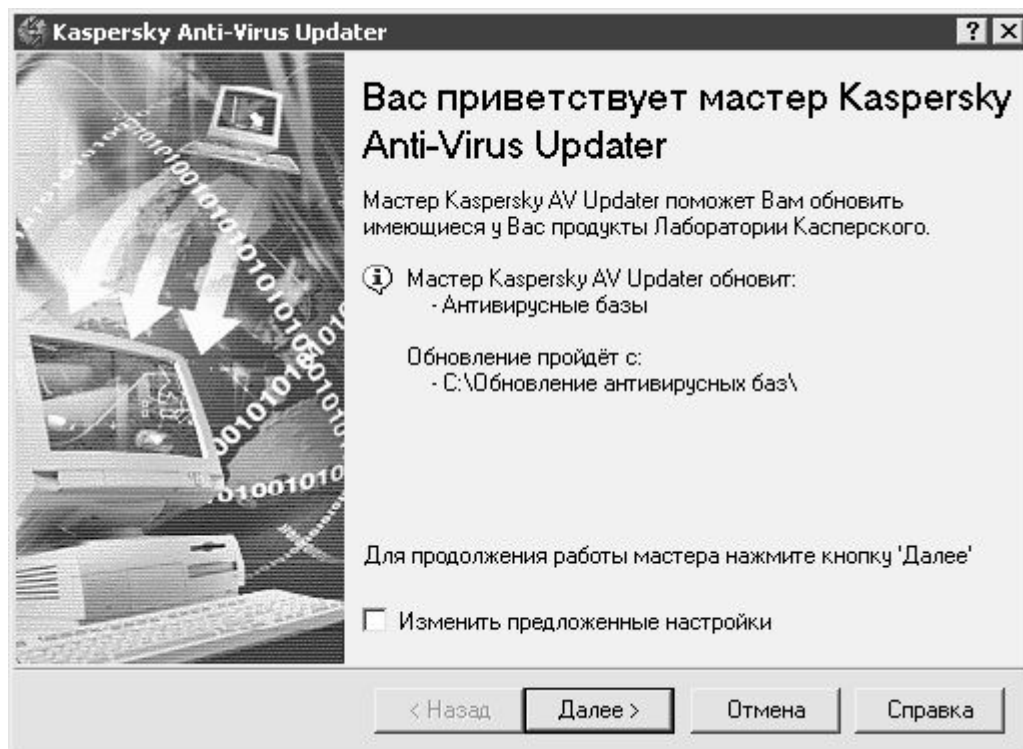 Kaspersky Anti-Virus Updater
Вас приветствует мастер Kaspersky
Anti-Virus Updater
Мастер Kaspersky AV Updater поможет Вам обновить
имеющиеся у Вас продукты Лаборатории Касперского.
Мастер Kaspersky AV Updater обновит:
- Антивирусные базы
Обновление пройдёт с:
- C:\Обновление антивирусных баз\
Для продолжения работы мастера нажмите кнопку 'Далее'
Изменить предложенные настройки
< Назад Далее > Отмена Справка